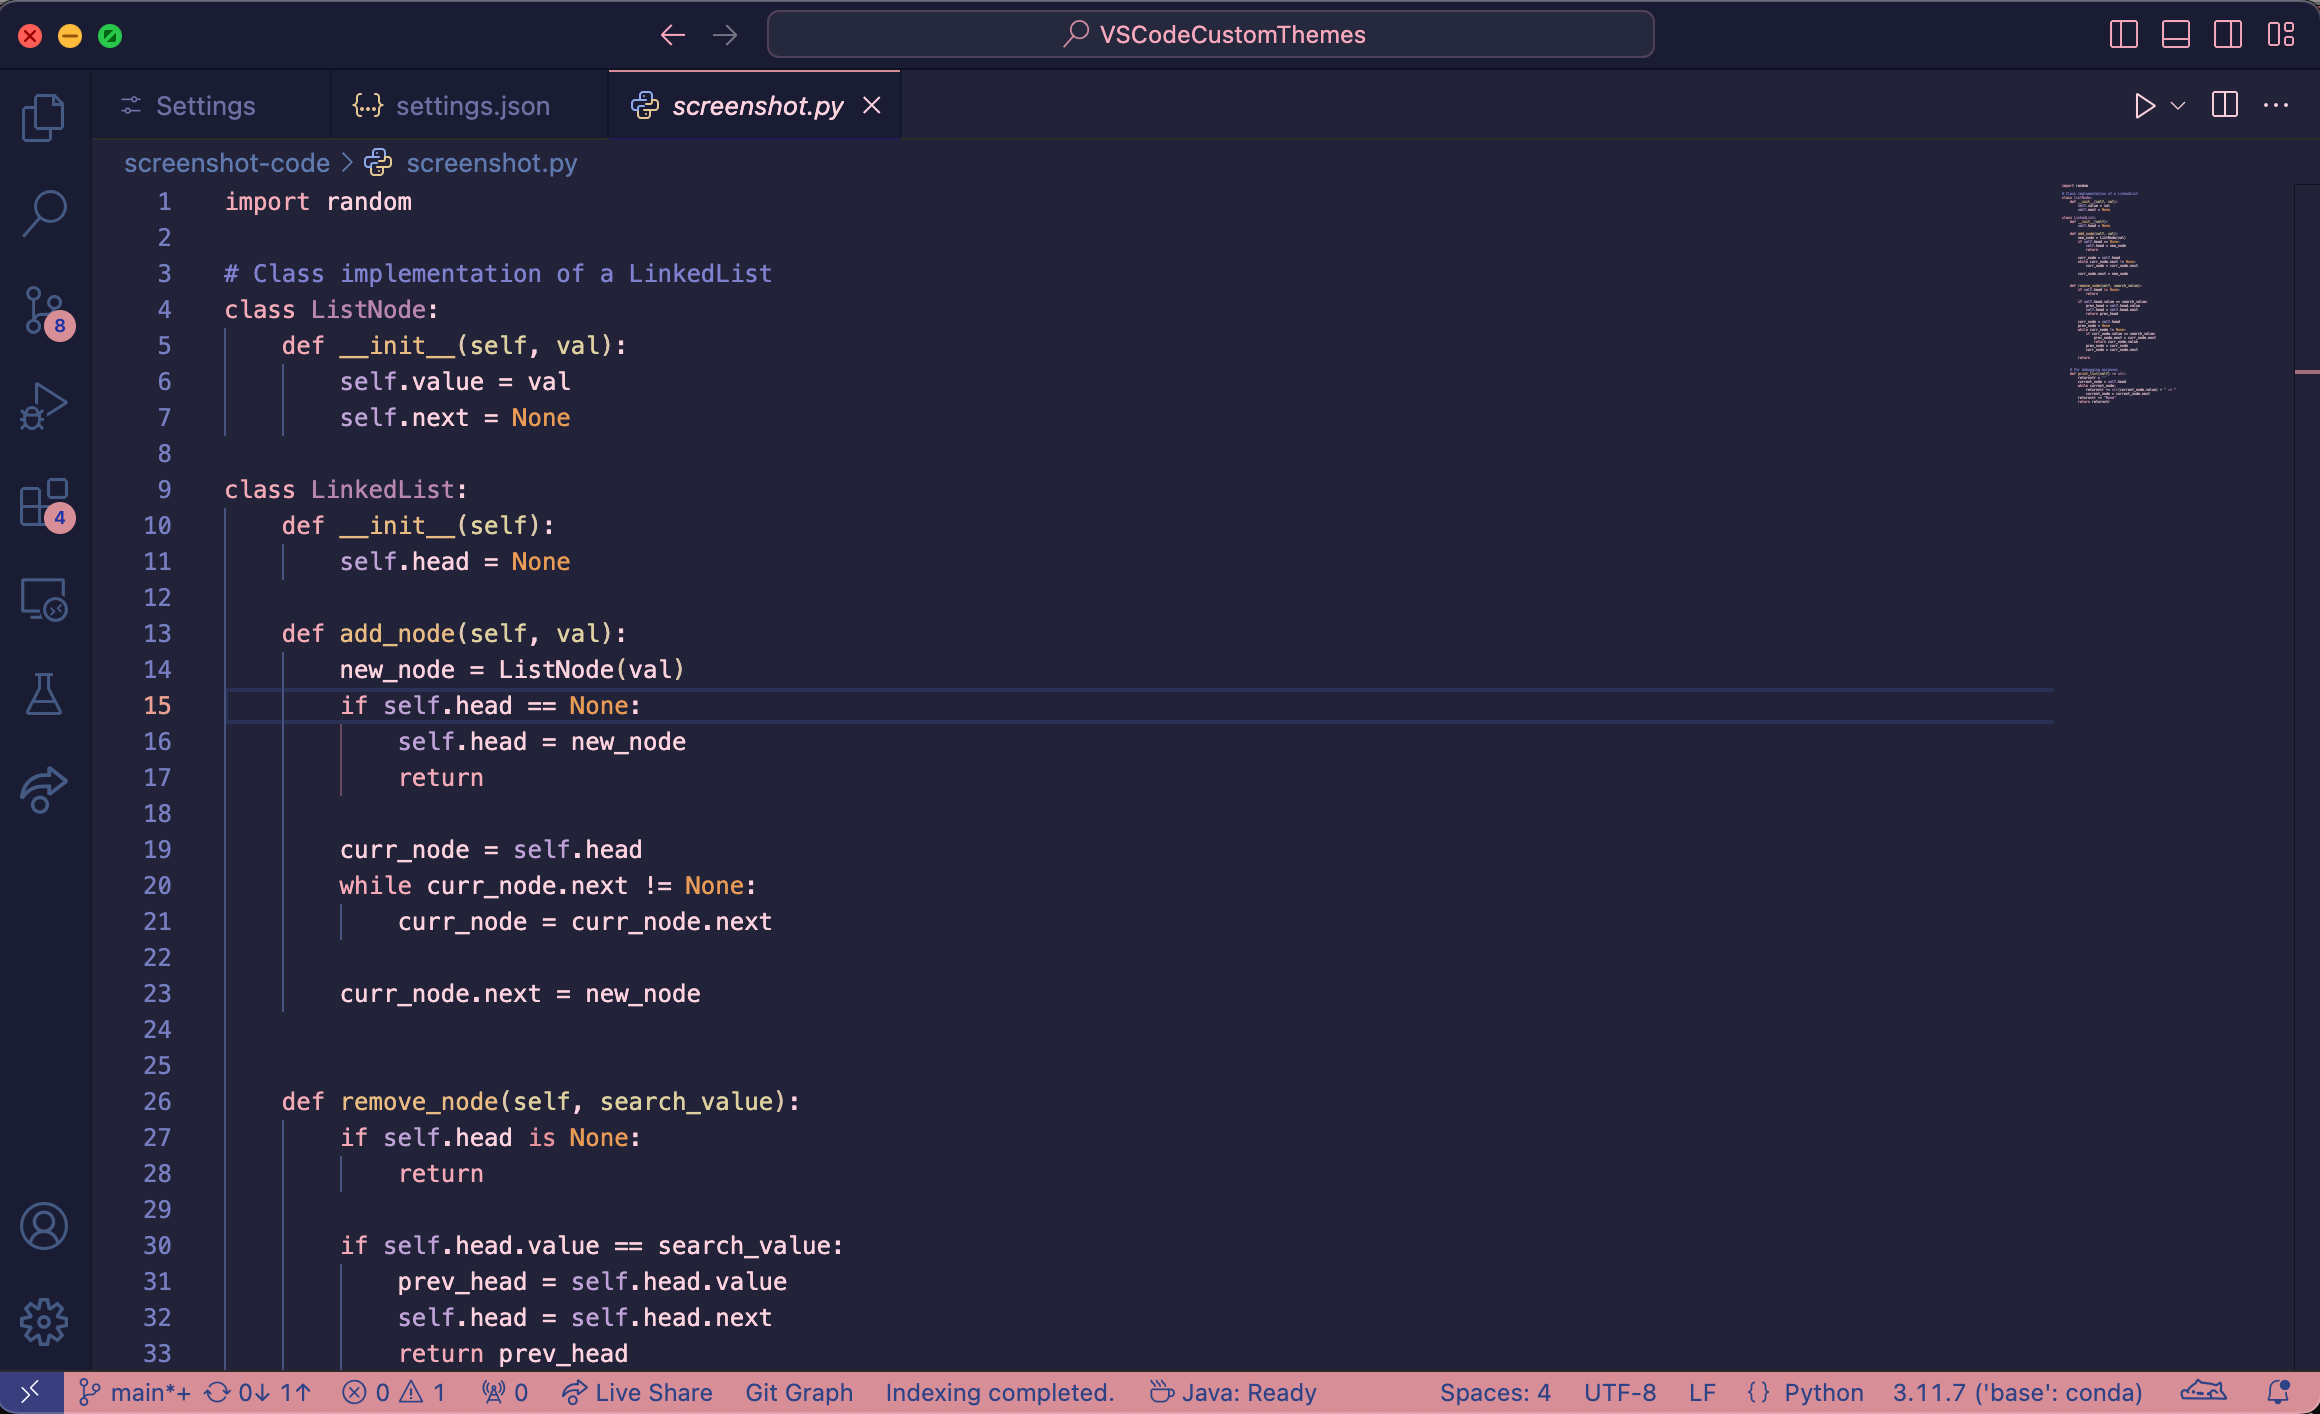 VSCodeCustomThemes
Settings
{...} settings.json
screenshot.py
screenshot-code > screenshot.py
1 import random
2
3 # Class implementation of a LinkedList
4 class ListNode:
5     def __init__(self, val):
6         self.value = val
7         self.next = None
8
9 class LinkedList:
10     def __init__(self):
11         self.head = None
12
13     def add_node(self, val):
14         new_node = ListNode(val)
15         if self.head == None:
16             self.head = new_node
17             return
18
19         curr_node = self.head
20         while curr_node.next != None:
21             curr_node = curr_node.next
22
23         curr_node.next = new_node
24
25
26     def remove_node(self, search_value):
27         if self.head is None:
28             return
29
30         if self.head.value == search_value:
31             prev_head = self.head.value
32             self.head = self.head.next
33             return prev_head
8
4
main*+ 0↓ 1↑ 0 1 0 Live Share Git Graph Indexing completed. Java: Ready Spaces: 4 UTF-8 LF {} Python 3.11.7 ('base': conda)